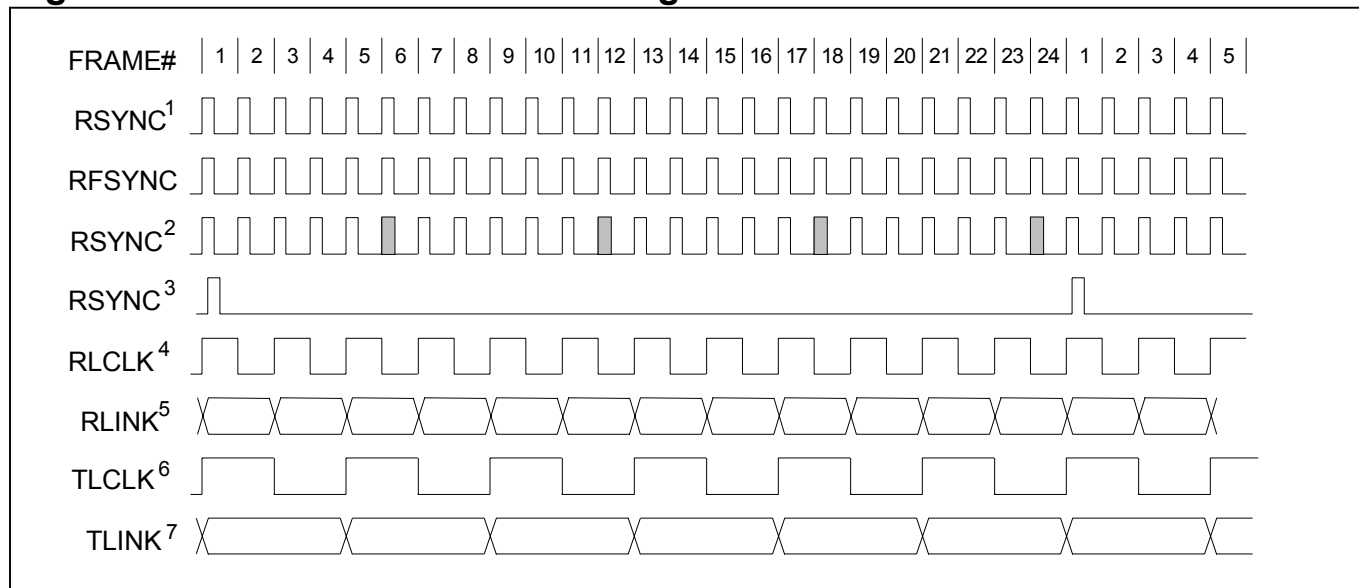 FRAME# 1 2 3 4 5 6 7 8 9 10 11 12 13 14 15 16 17 18 19 20 21 22 23 24 1 2 3 4 5
RSYNC1
RFSYNC
RSYNC2
RSYNC3
RLCLK4
RLINK5
TLCLK6
TLINK7